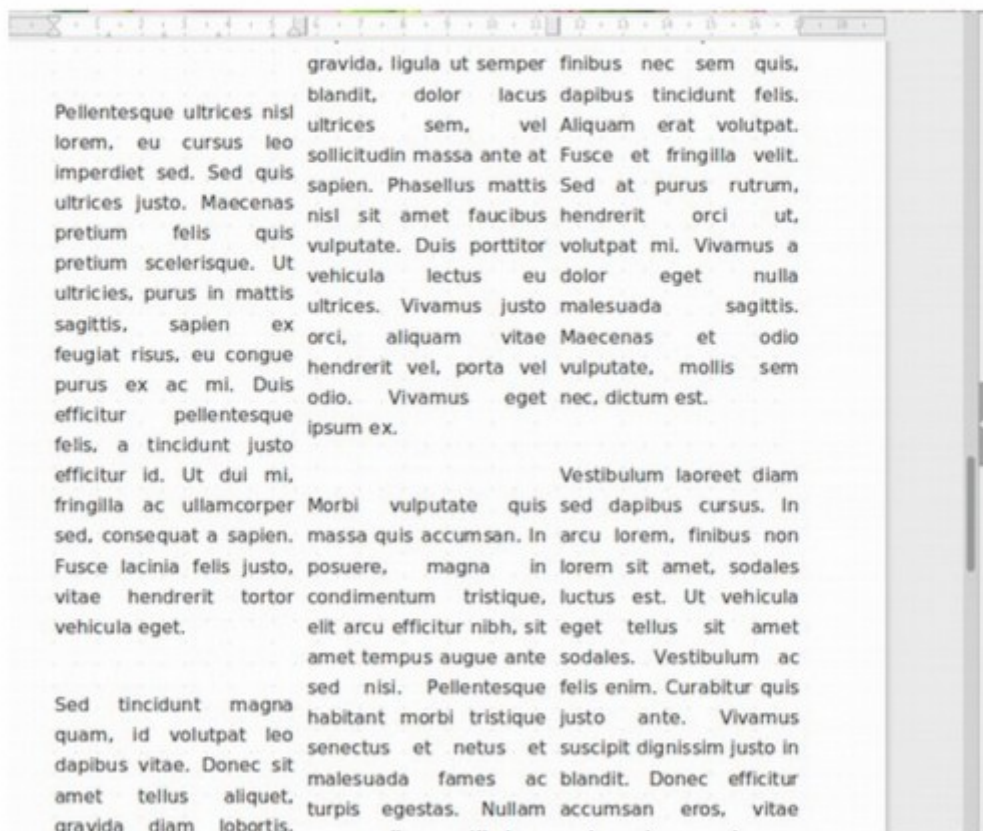 Pellentesque ultrices nisl
lorem, eu cursus leo
imperdiet sed. Sed quis
ultrices justo. Maecenas
pretium felis quis
pretium scelerisque. Ut
ultricies, purus in mattis
sagittis, sapien ex
feugiat risus, eu congue
purus ex ac mi. Duis
efficitur pellentesque
felis, a tincidunt justo
efficitur id. Ut dui mi,
fringilla ac ullamcorper
sed, consequat a sapien.
Fusce lacinia felis justo,
vitae hendrerit tortor
vehicula eget.
Sed tincidunt magna
quam, id volutpat leo
dapibus vitae. Donec sit
amet tellus aliquet,
gravida diam lobortis,
gravida, ligula ut semper
blandit, dolor lacus
ultrices sem, vel
sollicitudin massa ante at
sapien. Phasellus mattis
nisl sit amet faucibus
vulputate. Duis porttitor
vehicula lectus eu
ultrices. Vivamus justo
orci, aliquam vitae
hendrerit vel, porta vel
odio. Vivamus eget
ipsum ex.
Morbi vulputate quis
massa quis accumsan. In
posuere, magna in
condimentum tristique,
elit arcu efficitur nibh, sit
amet tempus augue ante
sed nisi. Pellentesque
habitant morbi tristique
senectus et netus et
malesuada fames ac
turpis egestas. Nullam
finibus nec sem quis,
dapibus tincidunt felis.
Aliquam erat volutpat.
Fusce et fringilla velit.
Sed at purus rutrum,
hendrerit orci ut,
volutpat mi. Vivamus a
dolor eget nulla
malesuada sagittis.
Maecenas et odio
vulputate, mollis sem
nec, dictum est.
Vestibulum laoreet diam
sed dapibus cursus. In
arcu lorem, finibus non
lorem sit amet, sodales
luctus est. Ut vehicula
eget tellus sit amet
sodales. Vestibulum ac
felis enim. Curabitur quis
justo ante. Vivamus
suscipit dignissim justo in
blandit. Donec efficitur
accumsan eros, vitae